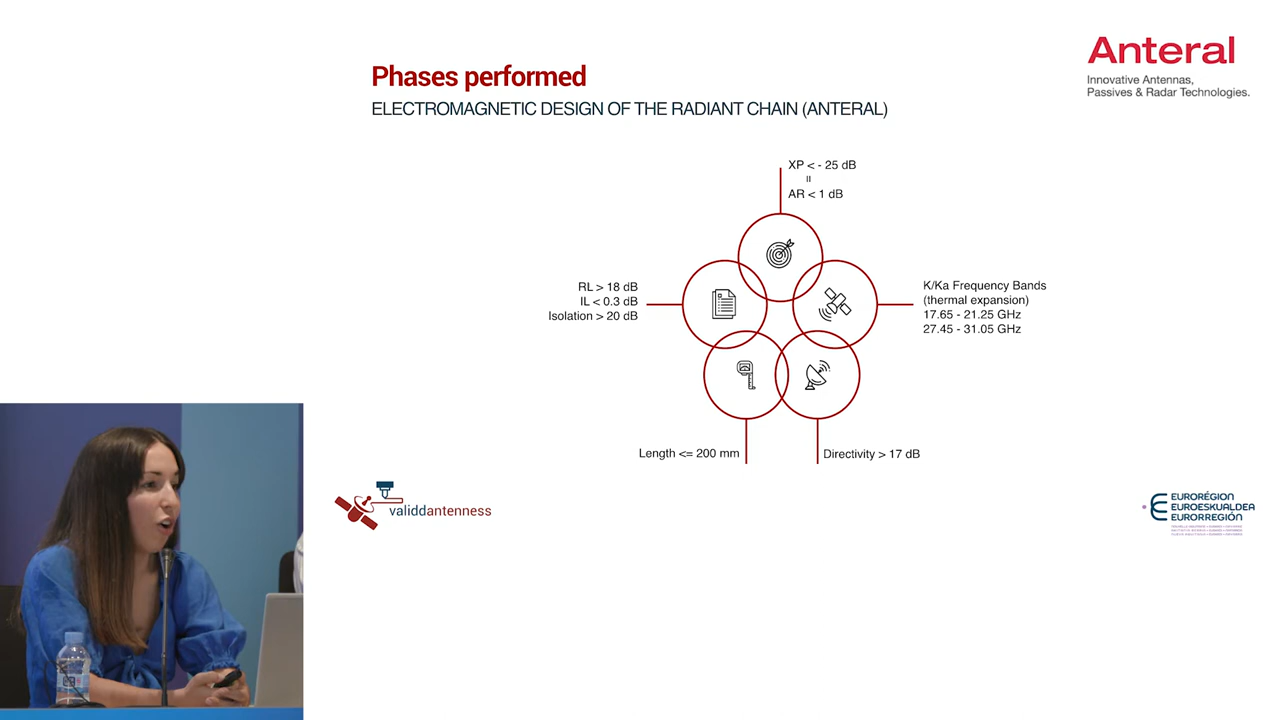 Anteral
Innovative Antennas,
Passives & Radar Technologies.
Phases performed
ELECTROMAGNETIC DESIGN OF THE RADIANT CHAIN (ANTERAL)
XP < - 25 dB
=
AR < 1 dB
RL > 18 dB
IL < 0.3 dB
Isolation > 20 dB
K/Ka Frequency Bands
(thermal expansion)
17.65 - 21.25 GHz
27.45 - 31.05 GHz
Length <= 200 mm
Directivity > 17 dB
validdantenness
EURORÉGION
EUROESKUALDEA
EURORREGIÓN